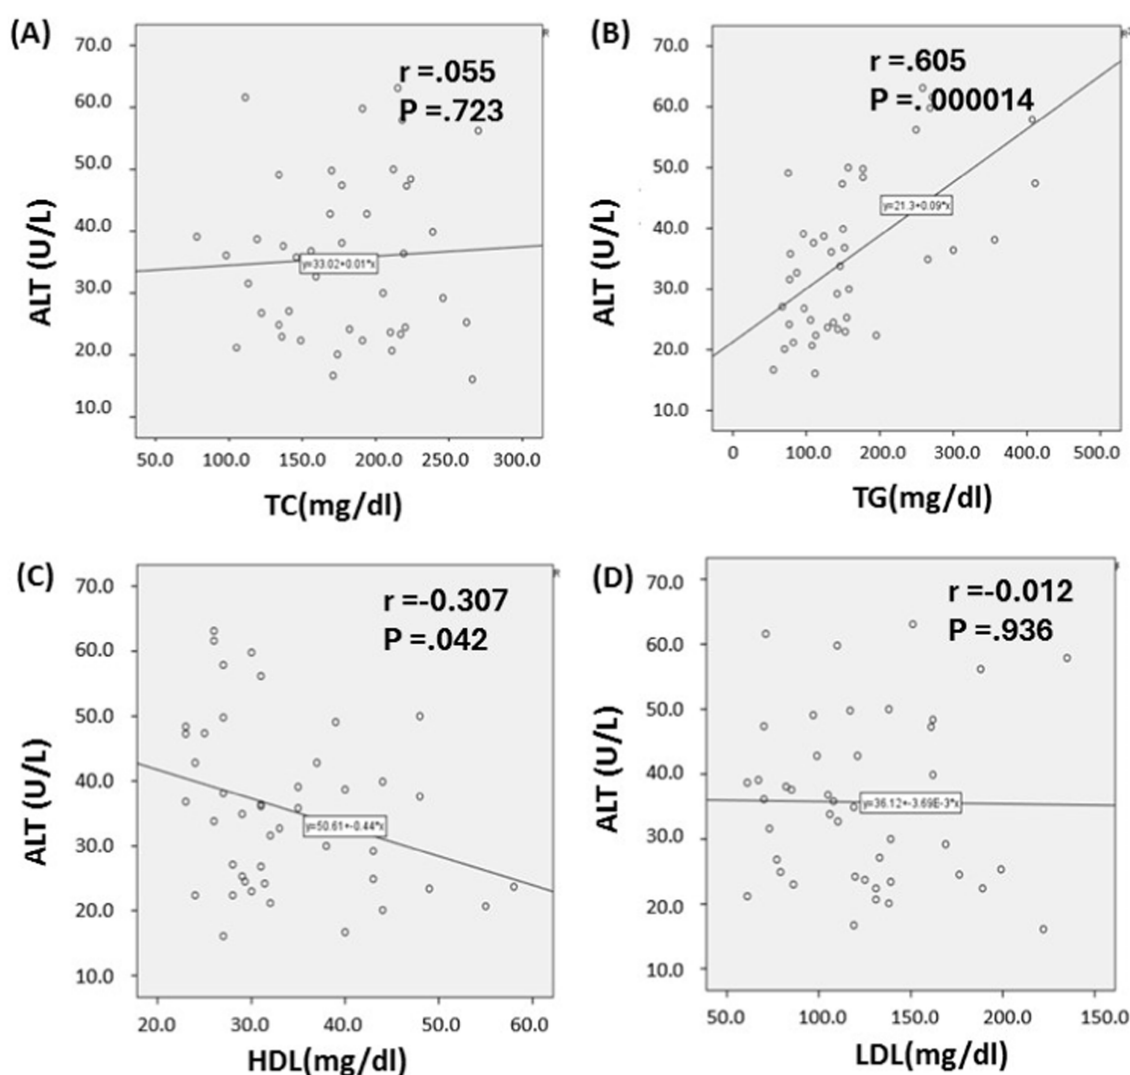 (A)
ALT (U/L)
70.0
60.0
50.0
40.0
30.0
20.0
10.0
r =.055
P =.723
y=33.02+0.01*x
50.0 100.0 150.0 200.0 250.0 300.0
TC(mg/dl)
(B)
ALT (U/L)
70.0
60.0
50.0
40.0
30.0
20.0
10.0
r =.605
P =. 000014
y=21.3+0.09*x
0 100.0 200.0 300.0 400.0 500.0
TG(mg/dl)
(C)
ALT (U/L)
70.0
60.0
50.0
40.0
30.0
20.0
10.0
r =-0.307
P =.042
y=50.61+-0.44*x
20.0 30.0 40.0 50.0 60.0
HDL(mg/dl)
(D)
ALT (U/L)
70.0
60.0
50.0
40.0
30.0
20.0
10.0
r =-0.012
P =.936
y=36.12+-3.69E-3*x
50.0 100.0 150.0 200.0 150.0
LDL(mg/dl)